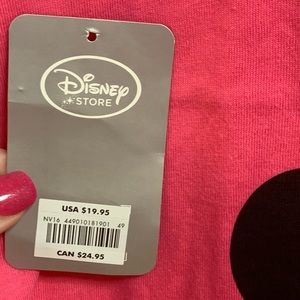 Disney
STORE
USA $19.95
NV16 449010181901 49
CAN $24.95